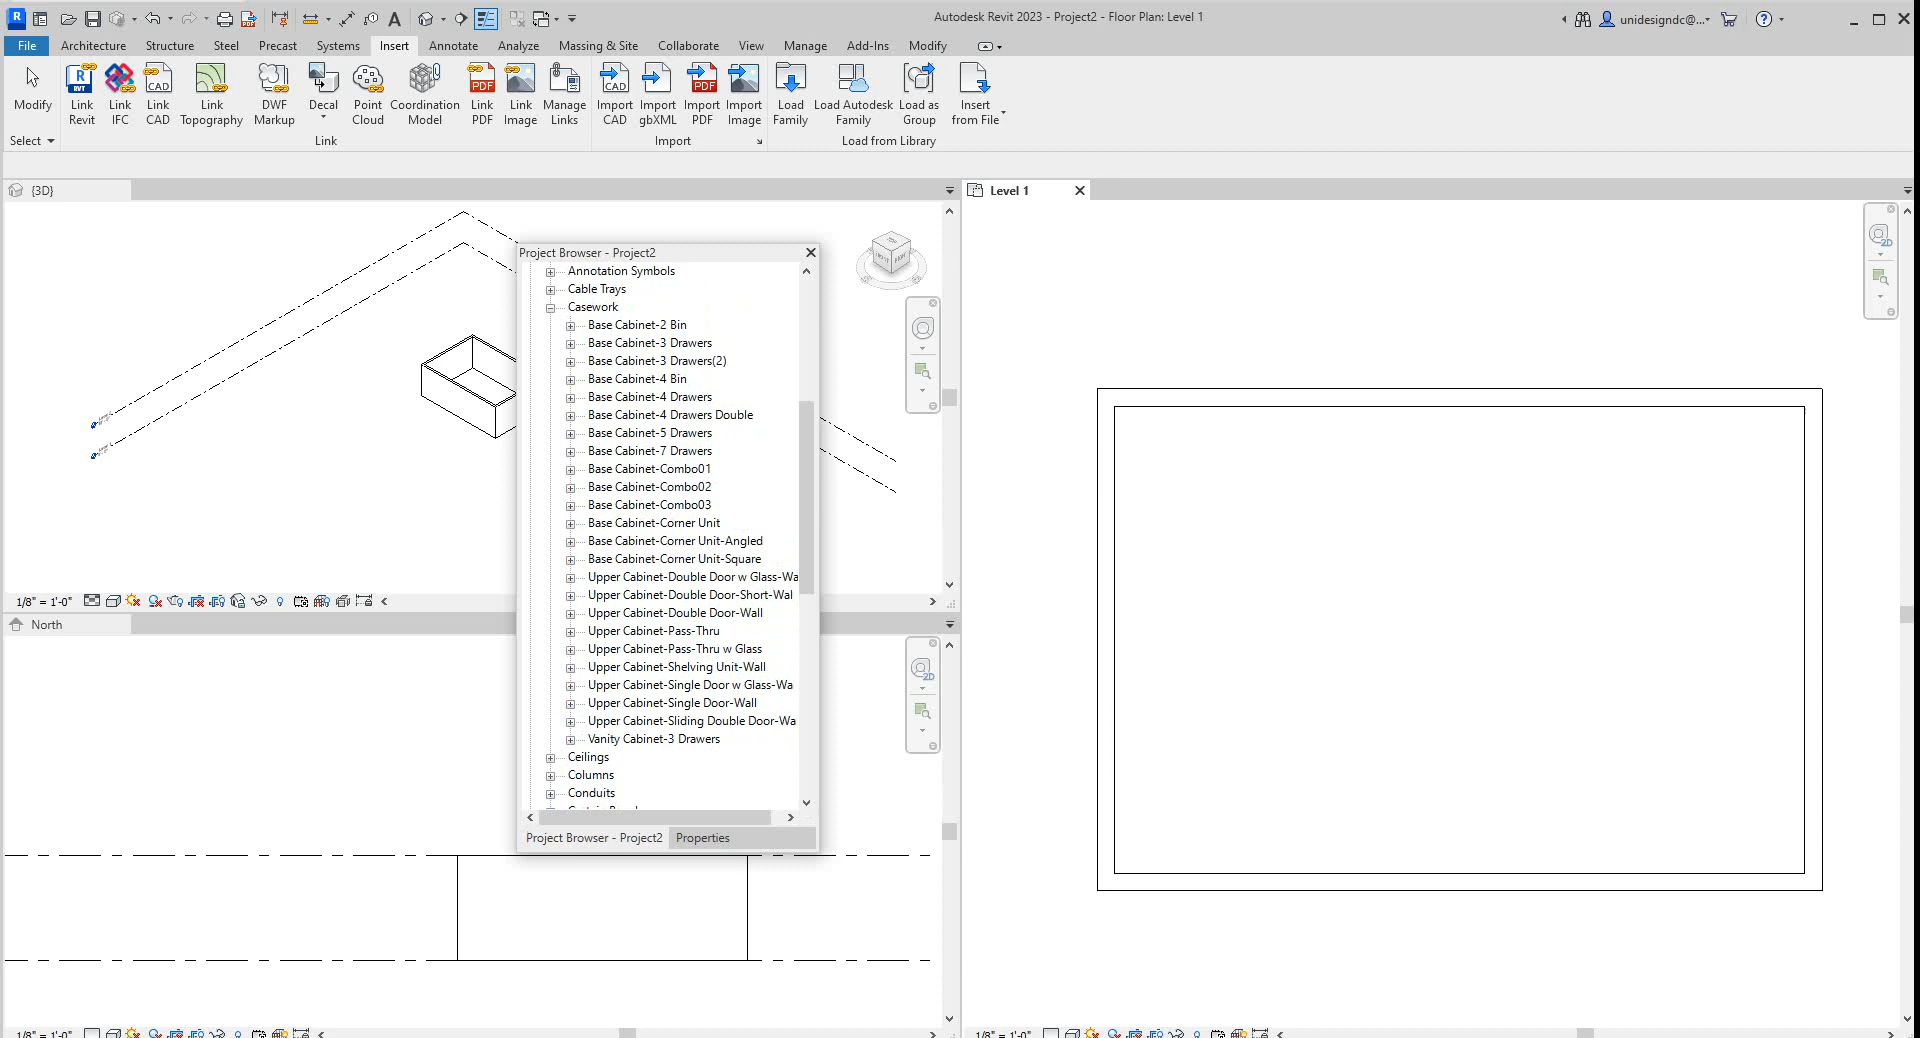 Autodesk Revit 2023 - Project2 - Floor Plan: Level 1
unidesigndc@...
File Architecture Structure Steel Precast Systems Insert Annotate Analyze Massing & Site Collaborate View Manage Add-Ins Modify
Modify
Link Revit
Link IFC
Link CAD
Link Topography
DWF Markup
Decal
Point Cloud
Coordination Model
Link PDF
Link Image
Manage Links
Import CAD
Import gbXML
Import PDF
Import Image
Load Family
Load Autodesk Family
Load as Group
Insert from File
Select
Link
Import
Load from Library
{3D}
Level 1
Project Browser - Project2
Annotation Symbols
Cable Trays
Casework
Base Cabinet-2 Bin
Base Cabinet-3 Drawers
Base Cabinet-3 Drawers(2)
Base Cabinet-4 Bin
Base Cabinet-4 Drawers
Base Cabinet-4 Drawers Double
Base Cabinet-5 Drawers
Base Cabinet-7 Drawers
Base Cabinet-Combo01
Base Cabinet-Combo02
Base Cabinet-Combo03
Base Cabinet-Corner Unit
Base Cabinet-Corner Unit-Angled
Base Cabinet-Corner Unit-Square
Upper Cabinet-Double Door w Glass-Wa
Upper Cabinet-Double Door-Short-Wal
Upper Cabinet-Double Door-Wall
Upper Cabinet-Pass-Thru
Upper Cabinet-Pass-Thru w Glass
Upper Cabinet-Shelving Unit-Wall
Upper Cabinet-Single Door w Glass-Wa
Upper Cabinet-Single Door-Wall
Upper Cabinet-Sliding Double Door-Wa
Vanity Cabinet-3 Drawers
Ceilings
Columns
Conduits
Project Browser - Project2 Properties
1/8" = 1'-0"
North
1/8" = 1'-0"
1/8" = 1'-0"